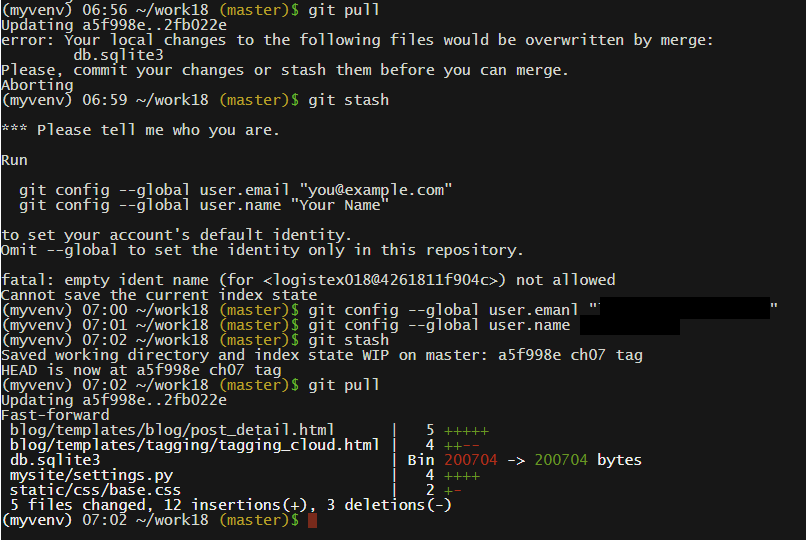 (myvenv) 06:56 ~/work18 (master)$ git pull
Updating a5f998e..2fb022e
error: Your local changes to the following files would be overwritten by merge:
        db.sqlite3
Please, commit your changes or stash them before you can merge.
Aborting
(myvenv) 06:59 ~/work18 (master)$ git stash

*** Please tell me who you are.

Run

  git config --global user.email "you@example.com"
  git config --global user.name "Your Name"

to set your account's default identity.
Omit --global to set the identity only in this repository.

fatal: empty ident name (for <logistex018@4261811f904c>) not allowed
Cannot save the current index state
(myvenv) 07:00 ~/work18 (master)$ git config --global user.emanl " "
(myvenv) 07:01 ~/work18 (master)$ git config --global user.name
(myvenv) 07:02 ~/work18 (master)$ git stash
Saved working directory and index state WIP on master: a5f998e ch07 tag
HEAD is now at a5f998e ch07 tag
(myvenv) 07:02 ~/work18 (master)$ git pull
Updating a5f998e..2fb022e
Fast-forward
 blog/templates/blog/post_detail.html      |   5 +++++
 blog/templates/tagging/tagging_cloud.html |   4 ++--
 db.sqlite3                                | Bin 200704 -> 200704 bytes
 mysite/settings.py                        |   4 ++++
 static/css/base.css                       |   2 +-
 5 files changed, 12 insertions(+), 3 deletions(-)
(myvenv) 07:02 ~/work18 (master)$